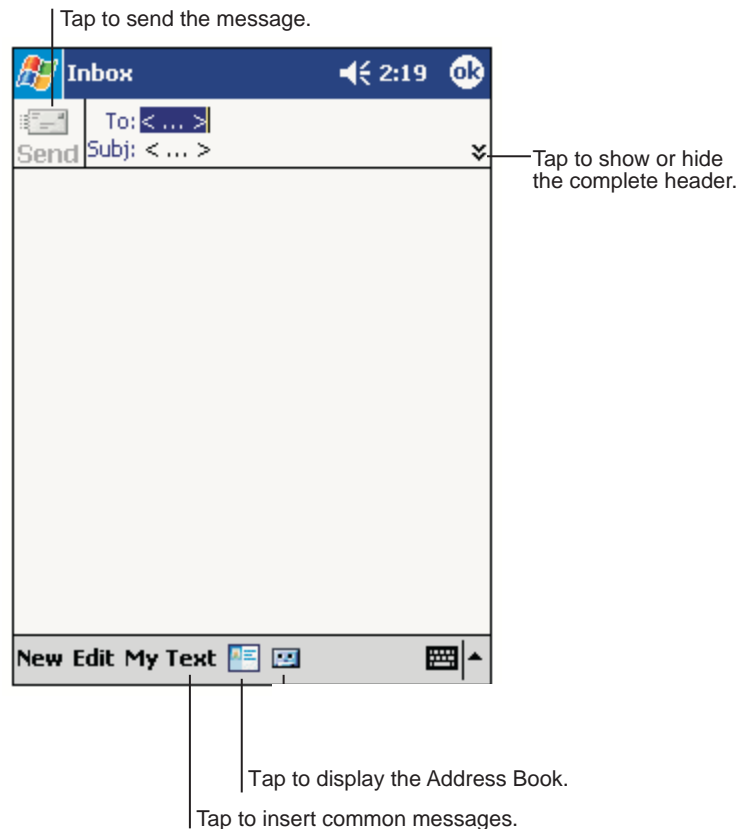 Tap to send the message.
Inbox 2:19 ok
To: < ... >
Send Subj: < ... >
Tap to show or hide
the complete header.
New Edit My Text
Tap to display the Address Book.
Tap to insert common messages.